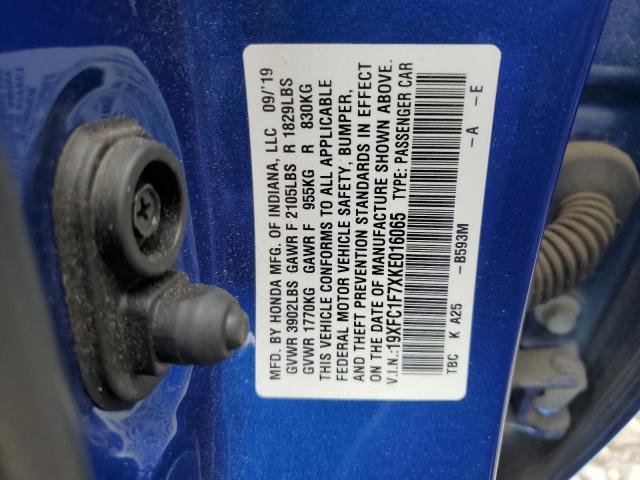 MFD. BY HONDA MFG. OF INDIANA, LLC 09/'19
GVWR 3902LBS GAWR F 2105LBS R 1829LBS
GVWR 1770KG GAWR F 955KG R 830KG
THIS VEHICLE CONFORMS TO ALL APPLICABLE
FEDERAL MOTOR VEHICLE SAFETY, BUMPER,
AND THEFT PREVENTION STANDARDS IN EFFECT
ON THE DATE OF MANUFACTURE SHOWN ABOVE.
V.I.N.:19XFC1F7XKE016065 TYPE: PASSENGER CAR
TBC K A25 -B593M -A -E